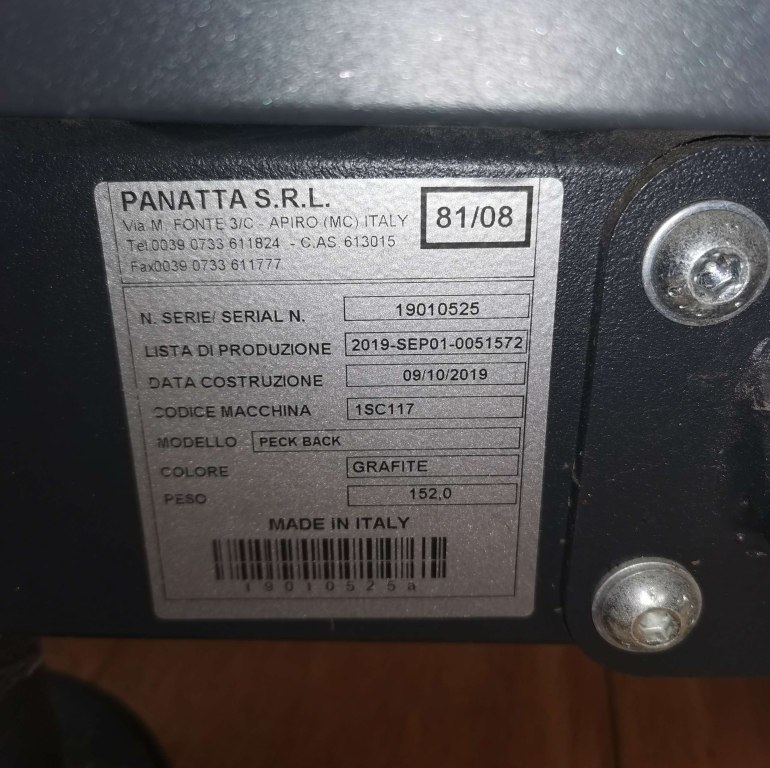 PANATTA S.R.L.
Via M. FONTE 3/C - APIRO (MC) ITALY
Tel.0039 0733 611824 - C.AS 613015
Fax0039 0733 611777
81/08
N. SERIE/ SERIAL N. 19010525
LISTA DI PRODUZIONE 2019-SEP01-0051572
DATA COSTRUZIONE 09/10/2019
CODICE MACCHINA 1SC117
MODELLO PECK BACK
COLORE GRAFITE
PESO 152,0
MADE IN ITALY
19010525a